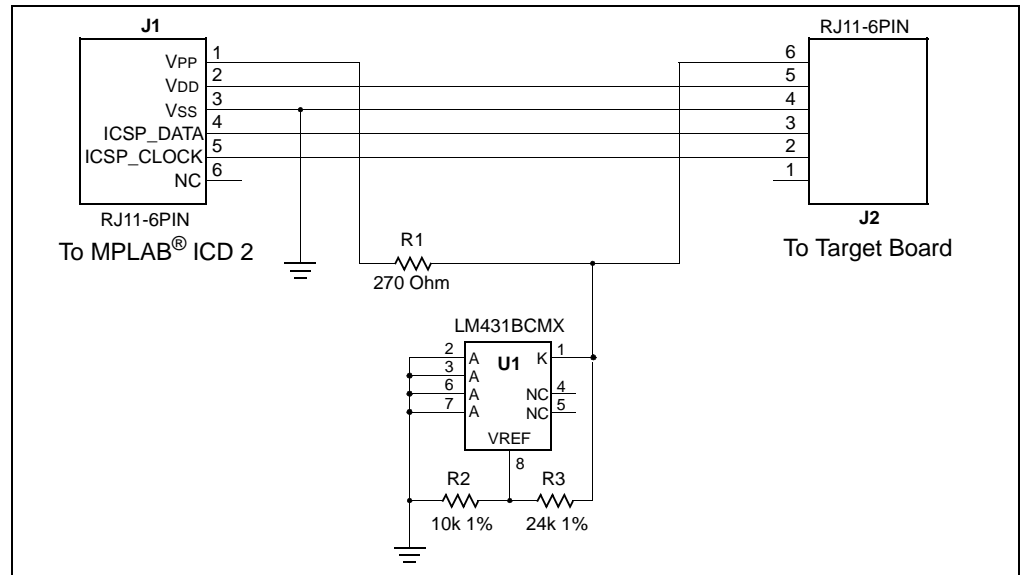 J1
VPP 1
VDD 2
VSS 3
ICSP_DATA 4
ICSP_CLOCK 5
NC 6
RJ11-6PIN
To MPLAB® ICD 2
RJ11-6PIN
6
5
4
3
2
1
J2
To Target Board
R1
270 Ohm
LM431BCMX
U1
2 A
3 A
6 A
7 A
K 1
NC 4
NC 5
VREF
8
R2
10k 1%
R3
24k 1%